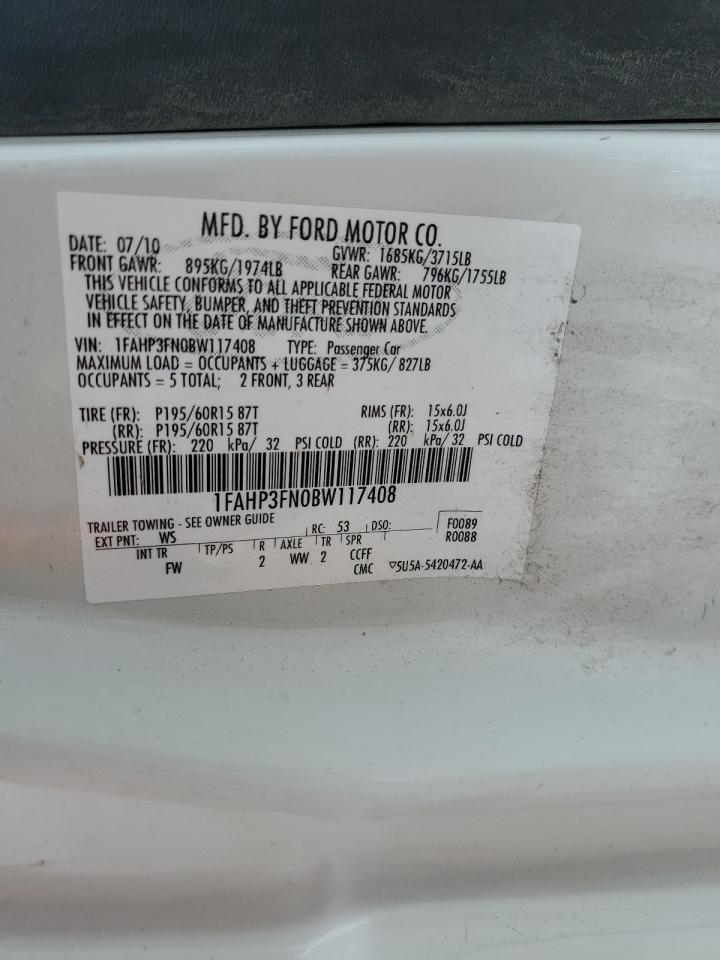 MFD. BY FORD MOTOR CO.
DATE: 07/10 GVWR: 1685KG/3715LB
FRONT GAWR: 895KG/1974LB REAR GAWR: 796KG/1755LB
THIS VEHICLE CONFORMS TO ALL APPLICABLE FEDERAL MOTOR
VEHICLE SAFETY, BUMPER, AND THEFT PREVENTION STANDARDS
IN EFFECT ON THE DATE OF MANUFACTURE SHOWN ABOVE.
VIN: 1FAHP3FN0BW117408 TYPE: Passenger Car
MAXIMUM LOAD = OCCUPANTS + LUGGAGE = 375KG/ 827LB
OCCUPANTS = 5 TOTAL; 2 FRONT, 3 REAR
TIRE (FR): P195/60R15 87T RIMS (FR): 15x6.0J
(RR): P195/60R15 87T (RR): 15x6.0J
PRESSURE (FR): 220 kPa/ 32 PSI COLD (RR): 220 kPa/ 32 PSI COLD
1FAHP3FN0BW117408
TRAILER TOWING - SEE OWNER GUIDE F0089
EXT PNT: WS RC: 53 DSO: R0088
INT TR TP/PS R AXLE TR SPR
FW 2 WW 2 CCFF
CMC ▽5U5A-5420472-AA